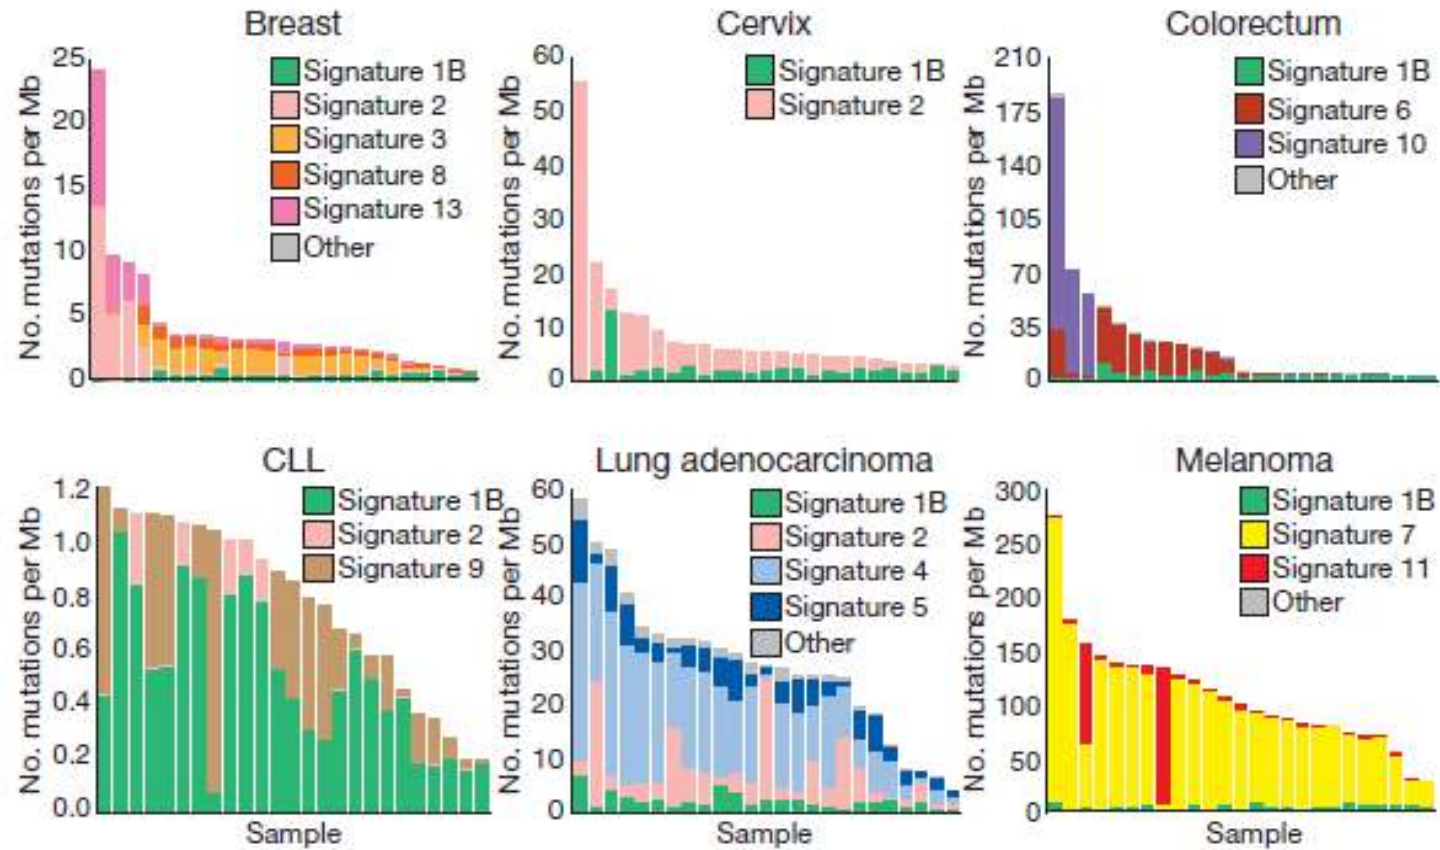 Breast
No. mutations per Mb
25
20
15
10
5
0
Signature 1B
Signature 2
Signature 3
Signature 8
Signature 13
Other
Cervix
No. mutations per Mb
60
50
40
30
20
10
0
Signature 1B
Signature 2
Colorectum
No. mutations per Mb
210
175
140
105
70
35
0
Signature 1B
Signature 6
Signature 10
Other
CLL
No. mutations per Mb
1.2
1.0
0.8
0.6
0.4
0.2
0.0
Signature 1B
Signature 2
Signature 9
Sample
Lung adenocarcinoma
No. mutations per Mb
60
50
40
30
20
10
0
Signature 1B
Signature 2
Signature 4
Signature 5
Other
Sample
Melanoma
No. mutations per Mb
300
250
200
150
100
50
0
Signature 1B
Signature 7
Signature 11
Other
Sample